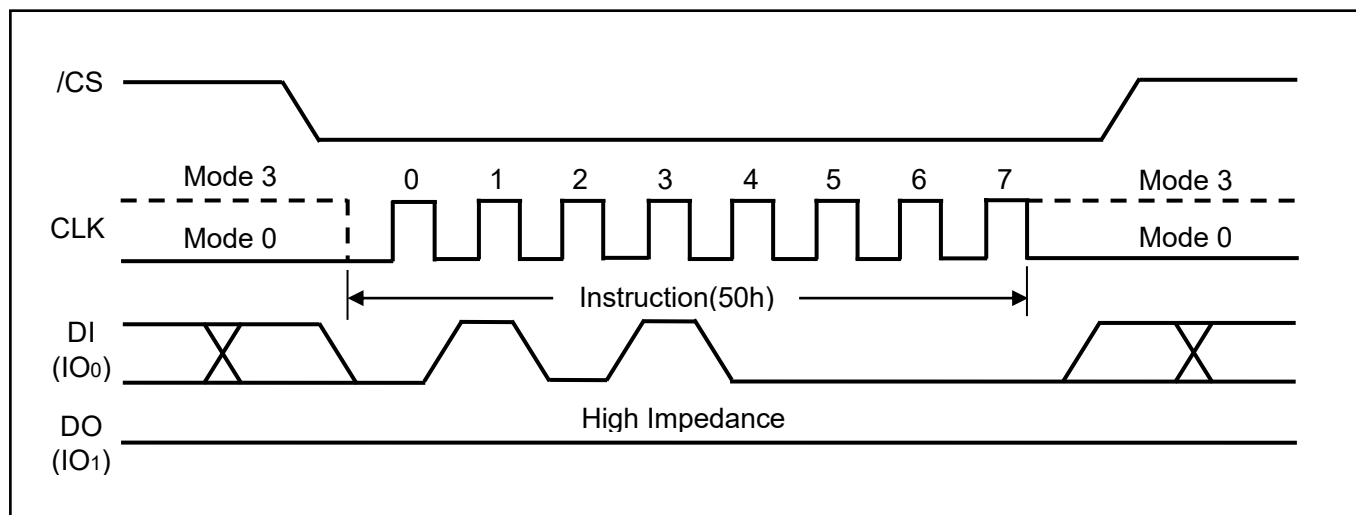 /CS
Mode 3
0 1 2 3 4 5 6 7
Mode 3
CLK
Mode 0
Mode 0
Instruction(50h)
DI
(IO0)
High Impedance
DO
(IO1)